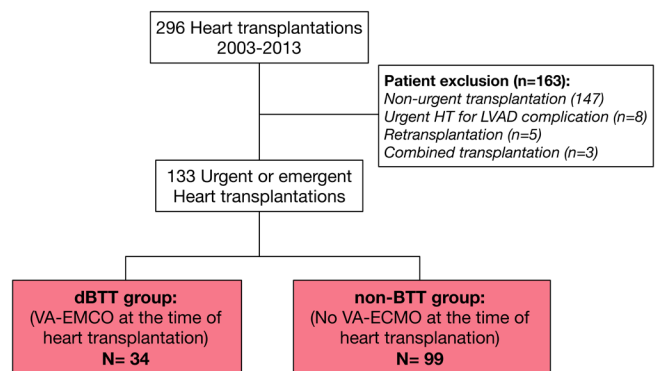 296 Heart transplantations
2003-2013
Patient exclusion (n=163):
Non-urgent transplantation (147)
Urgent HT for LVAD complication (n=8)
Retransplantation (n=5)
Combined transplantation (n=3)
133 Urgent or emergent
Heart transplantations
dBTT group:
(VA-EMCO at the time of
heart transplantation)
N= 34
non-BTT group:
(No VA-ECMO at the time of
heart transplanation)
N= 99